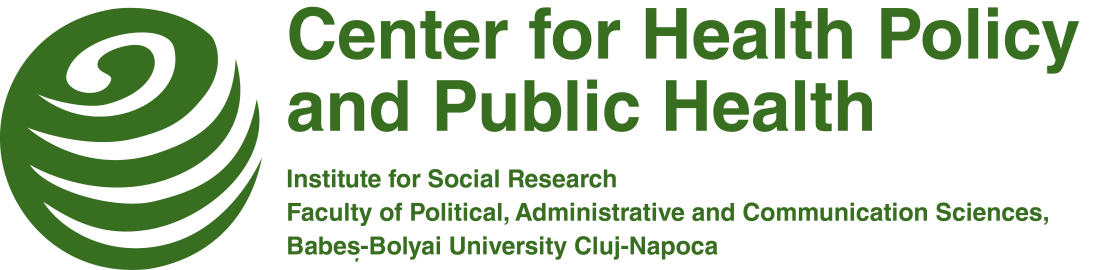 Center for Health Policy
and Public Health
Institute for Social Research
Faculty of Political, Administrative and Communication Sciences,
Babeș-Bolyai University Cluj-Napoca